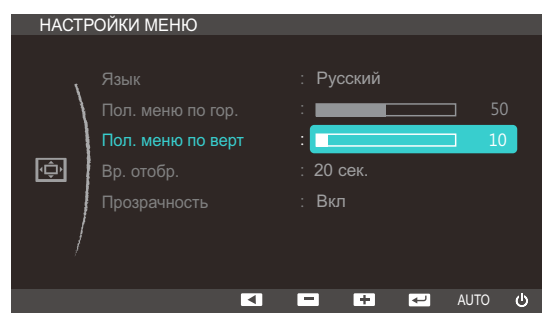 НАСТРОЙКИ МЕНЮ
Язык : Русский
Пол. меню по гор. : 50
Пол. меню по верт : 10
Вр. отобр. : 20 сек.
Прозрачность : Вкл
AUTO